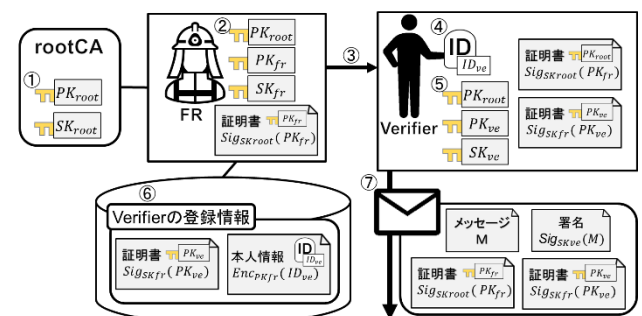 rootCA
①
PK_root
SK_root
②
PK_root
PK_fr
SK_fr
FR
証明書 PK_fr
Sig_SKroot(PK_fr)
③
④
ID
ID_ve
Verifier
⑤
PK_root
PK_ve
SK_ve
証明書 PK_root
Sig_SKroot(PK_fr)
証明書 PK_ve
Sig_SKfr(PK_ve)
⑥
Verifierの登録情報
証明書 PK_ve
Sig_SKfr(PK_ve)
本人情報 ID ID_ve
Enc_PKfr(ID_ve)
⑦
メッセージ
M
署名
Sig_SKve(M)
証明書 PK_fr
Sig_SKroot(PK_fr)
証明書 PK_ve
Sig_SKfr(PK_ve)